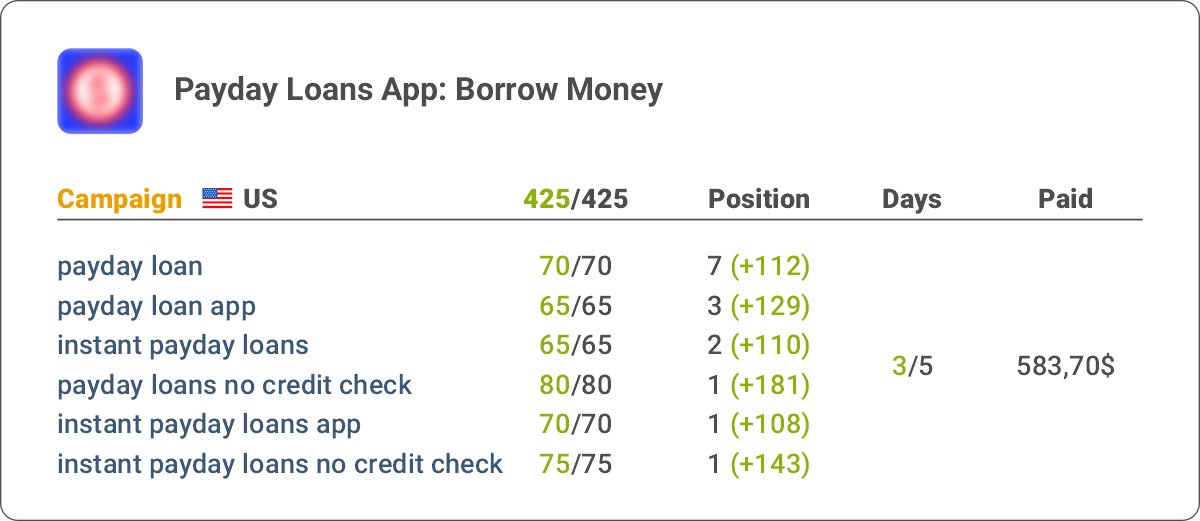 Payday Loans App: Borrow Money
Campaign US 425/425 Position Days Paid
payday loan 70/70 7 (+112)
payday loan app 65/65 3 (+129)
instant payday loans 65/65 2 (+110)
3/5 583,70$
payday loans no credit check 80/80 1 (+181)
instant payday loans app 70/70 1 (+108)
instant payday loans no credit check 75/75 1 (+143)